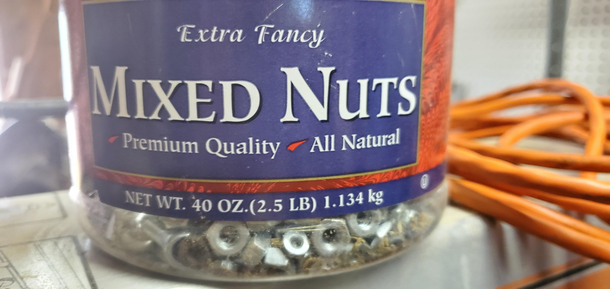 Extra Fancy
MIXED NUTS
Premium Quality All Natural
NET WT. 40 OZ.(2.5 LB) 1.134 kg